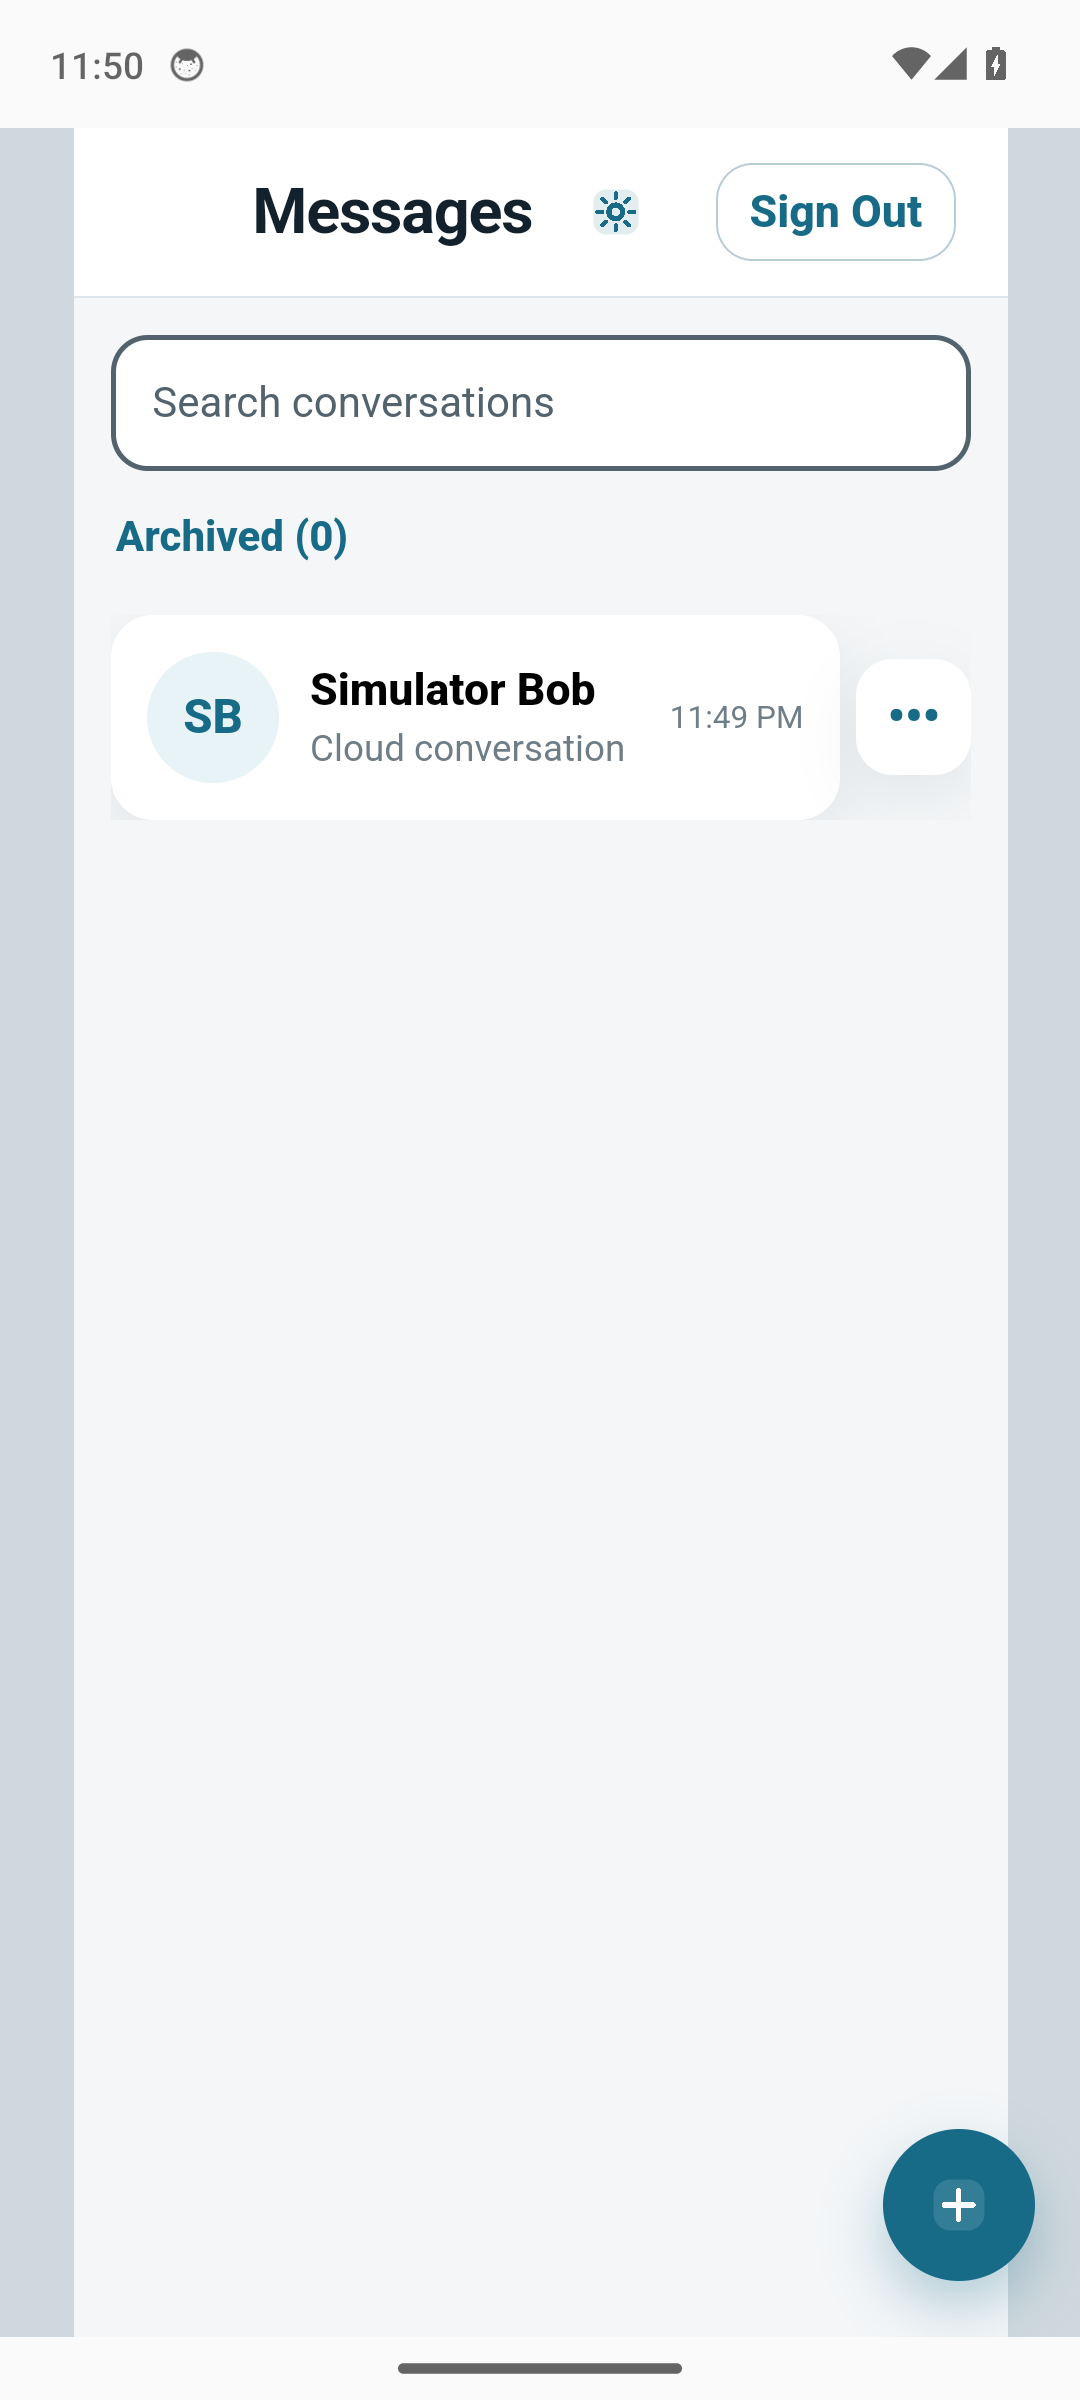 11:50
Messages
Sign Out
Search conversations
Archived (0)
SB
Simulator Bob
Cloud conversation
11:49 PM